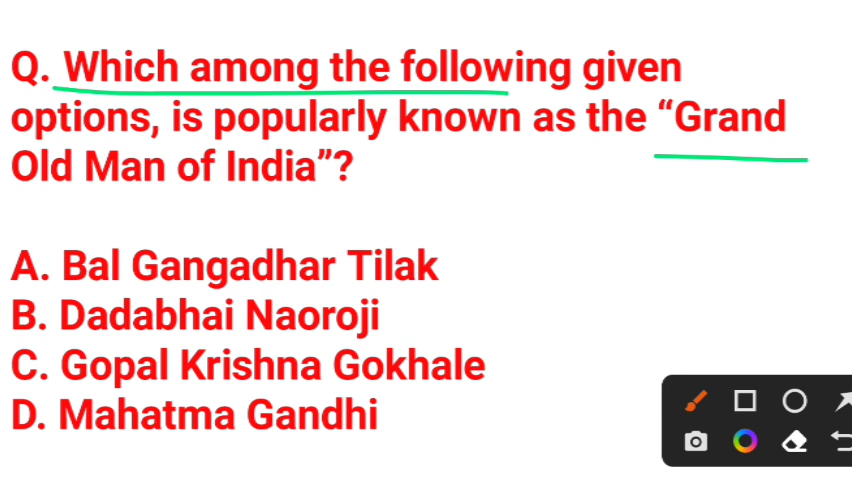 Q. Which among the following given
options, is popularly known as the “Grand
Old Man of India”?
A. Bal Gangadhar Tilak
B. Dadabhai Naoroji
C. Gopal Krishna Gokhale
D. Mahatma Gandhi